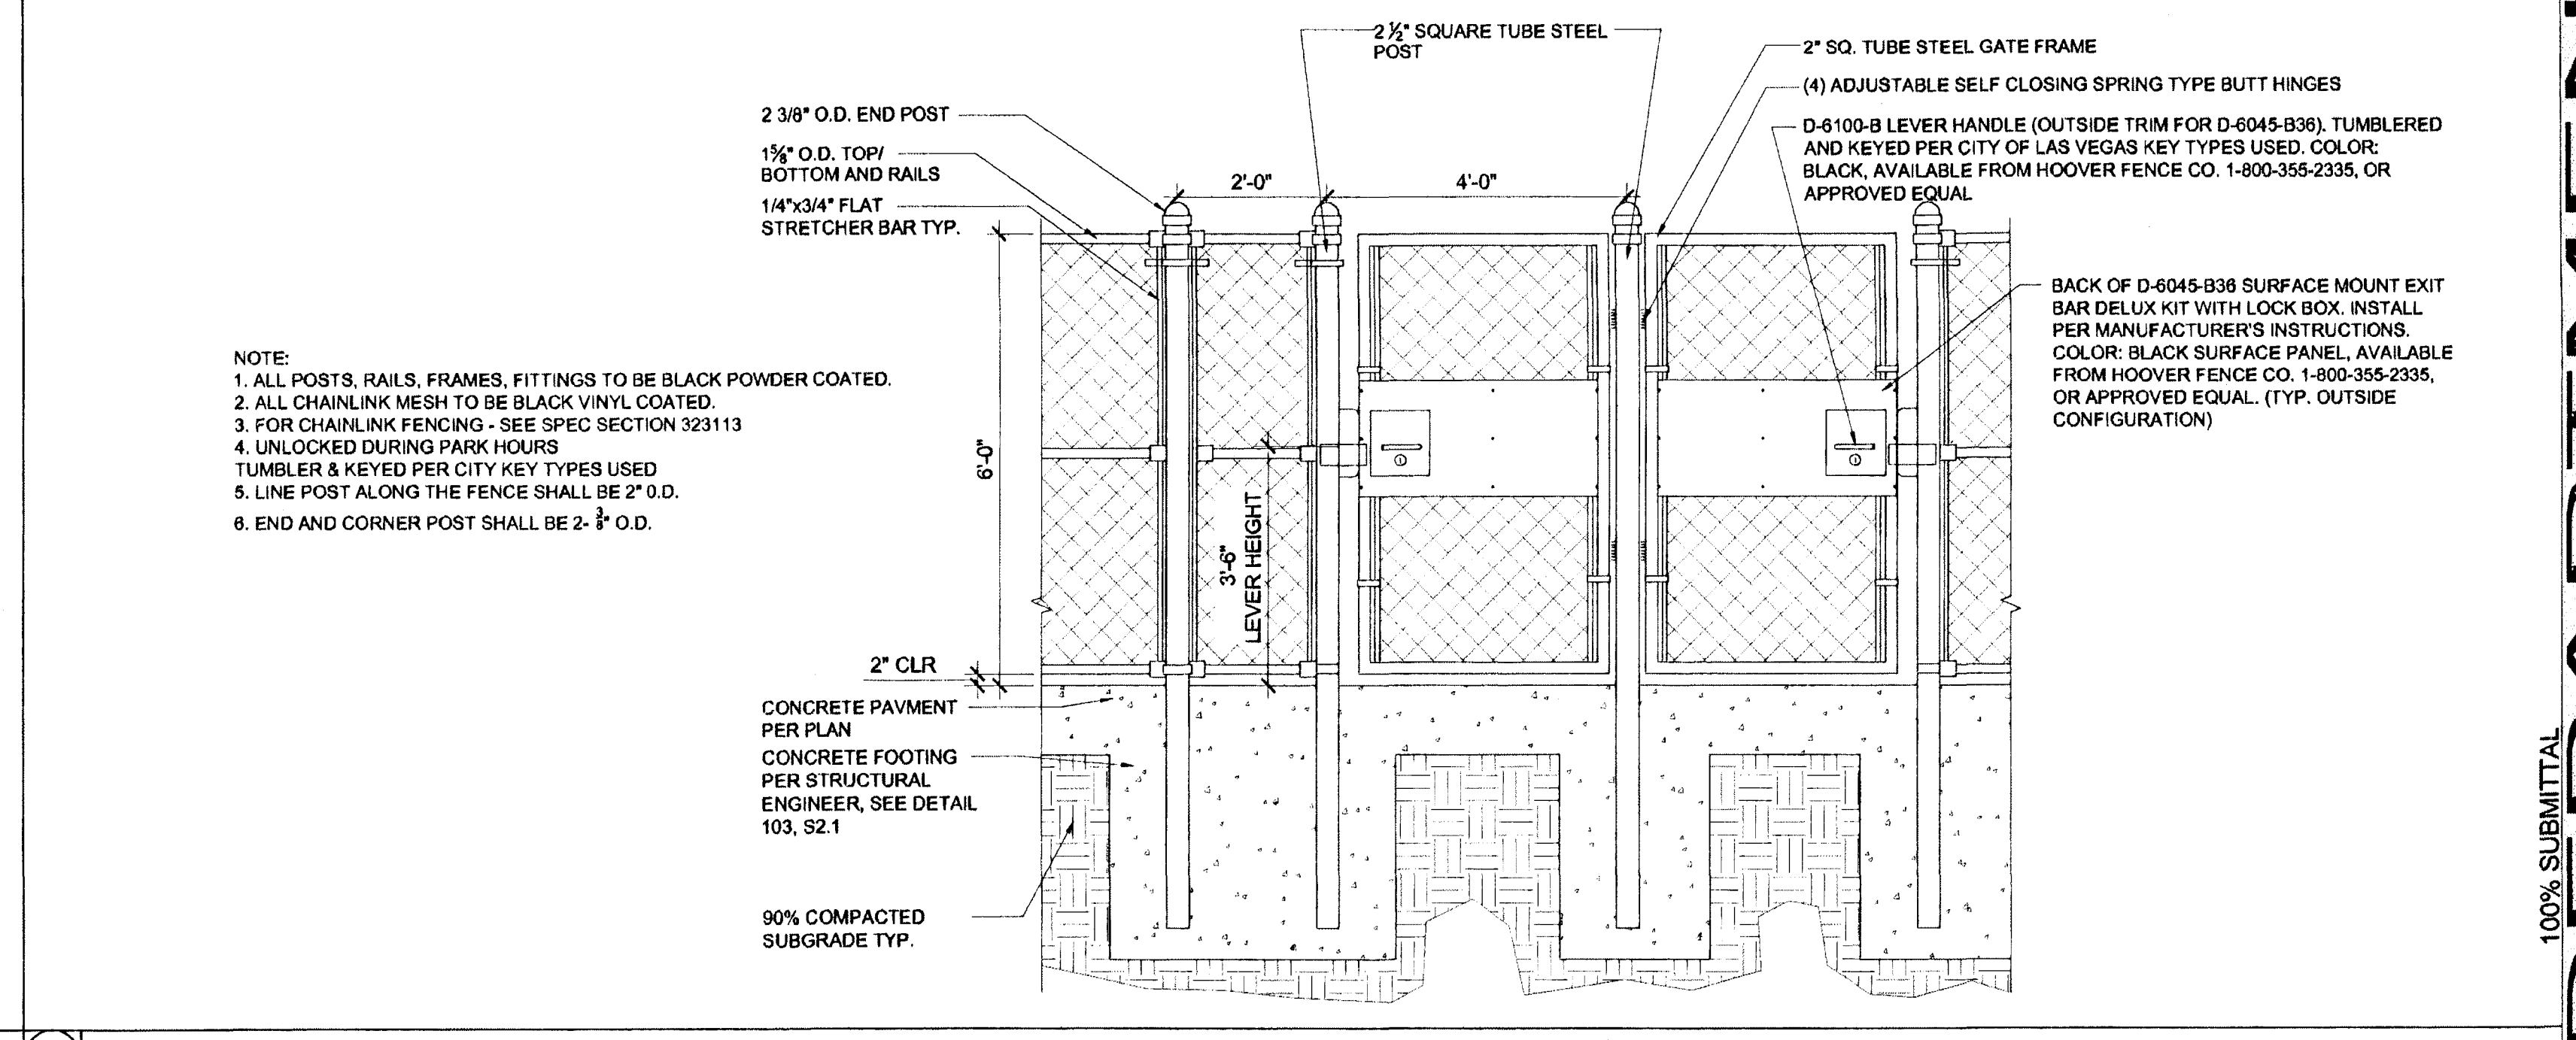 2 ½" SQUARE TUBE STEEL
POST
2" SQ. TUBE STEEL GATE FRAME
(4) ADJUSTABLE SELF CLOSING SPRING TYPE BUTT HINGES
D-6100-B LEVER HANDLE (OUTSIDE TRIM FOR D-6045-B36). TUMBLERED
AND KEYED PER CITY OF LAS VEGAS KEY TYPES USED. COLOR:
BLACK, AVAILABLE FROM HOOVER FENCE CO. 1-800-355-2335, OR
APPROVED EQUAL
2 3/8" O.D. END POST
1⅝" O.D. TOP/
BOTTOM AND RAILS
1/4"x3/4" FLAT
STRETCHER BAR TYP.
2'-0"
4'-0"
BACK OF D-6045-B36 SURFACE MOUNT EXIT
BAR DELUX KIT WITH LOCK BOX. INSTALL
PER MANUFACTURER'S INSTRUCTIONS.
COLOR: BLACK SURFACE PANEL, AVAILABLE
FROM HOOVER FENCE CO. 1-800-355-2335,
OR APPROVED EQUAL. (TYP. OUTSIDE
CONFIGURATION)
NOTE:
1. ALL POSTS, RAILS, FRAMES, FITTINGS TO BE BLACK POWDER COATED.
2. ALL CHAINLINK MESH TO BE BLACK VINYL COATED.
3. FOR CHAINLINK FENCING - SEE SPEC SECTION 323113
4. UNLOCKED DURING PARK HOURS
TUMBLER & KEYED PER CITY KEY TYPES USED
5. LINE POST ALONG THE FENCE SHALL BE 2" O.D.
6. END AND CORNER POST SHALL BE 2- 3/8" O.D.
6'-0"
3'-6"
LEVER HEIGHT
2" CLR
CONCRETE PAVMENT
PER PLAN
CONCRETE FOOTING
PER STRUCTURAL
ENGINEER, SEE DETAIL
103, S2.1
90% COMPACTED
SUBGRADE TYP.
100% SUBMITTAL